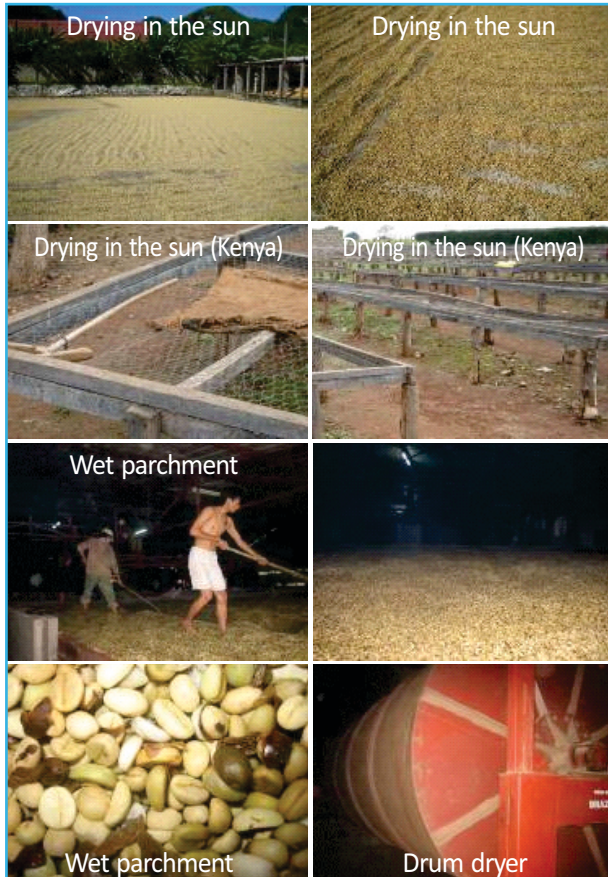 Drying in the sun
Drying in the sun
Drying in the sun (Kenya)
Drying in the sun (Kenya)
Wet parchment
Wet parchment
Drum dryer